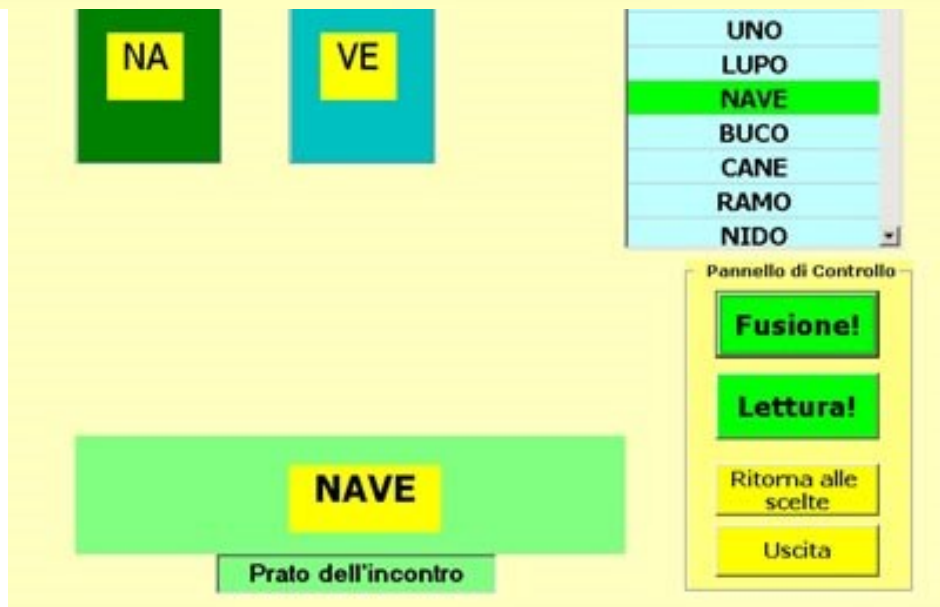 NA
VE
UNO
LUPO
NAVE
BUCO
CANE
RAMO
NIDO
Pannello di Controllo
Fusione!
Lettura!
Ritorna alle
scelte
Uscita
NAVE
Prato dell'incontro